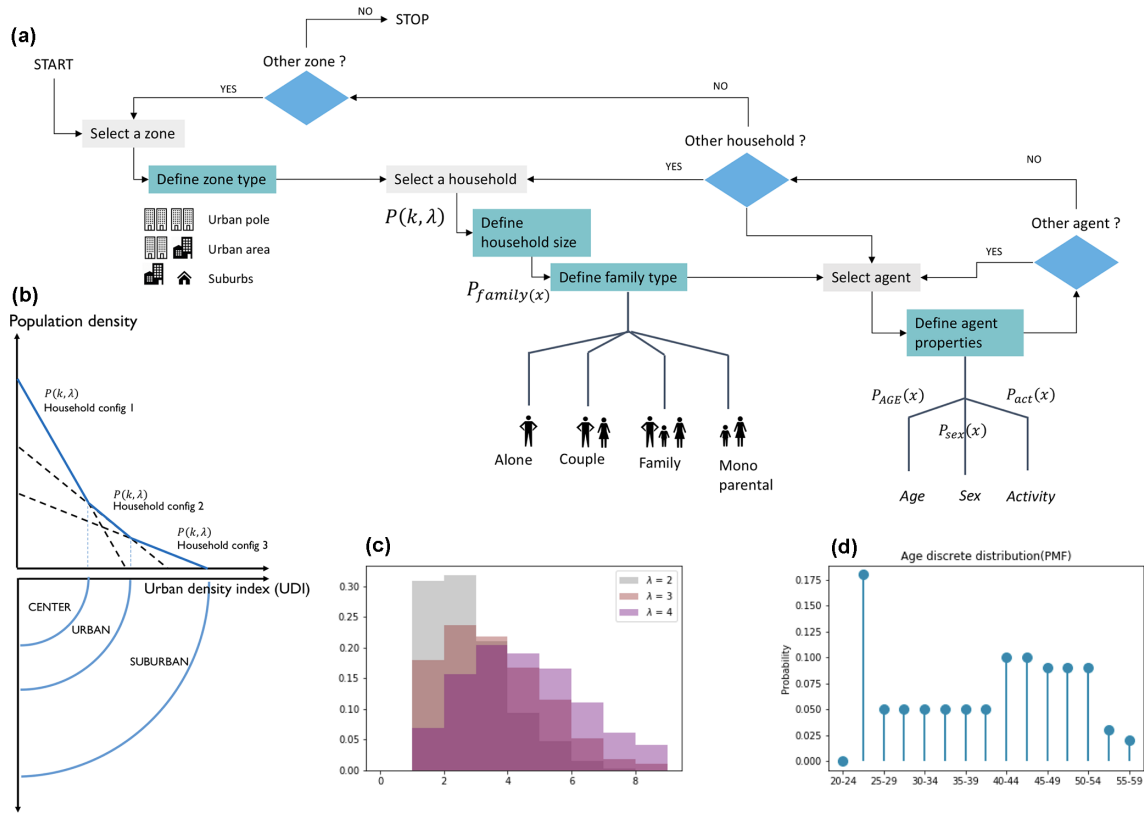 (a)
START
NO
STOP
Other zone ?
YES
NO
Select a zone
Other household ?
Define zone type
Select a household
YES
NO
P(k, λ)
Urban pole
Urban area
Suburbs
Define
household size
Other agent ?
YES
P_family(x)
Define family type
Select agent
Define agent
properties
P_AGE(x)
P_act(x)
P_sex(x)
Alone
Couple
Family
Mono
parental
Age
Sex
Activity
(b)
Population density
P(k, λ)
Household config 1
P(k, λ)
Household config 2
P(k, λ)
Household config 3
Urban density index (UDI)
CENTER
URBAN
SUBURBAN
(c)
0.30
0.25
0.20
0.15
0.10
0.05
0.00
0
2
4
6
8
λ = 2
λ = 3
λ = 4
(d)
Age discrete distribution(PMF)
Probability
0.175
0.150
0.125
0.100
0.075
0.050
0.025
0.000
20-24
25-29
30-34
35-39
40-44
45-49
50-54
55-59